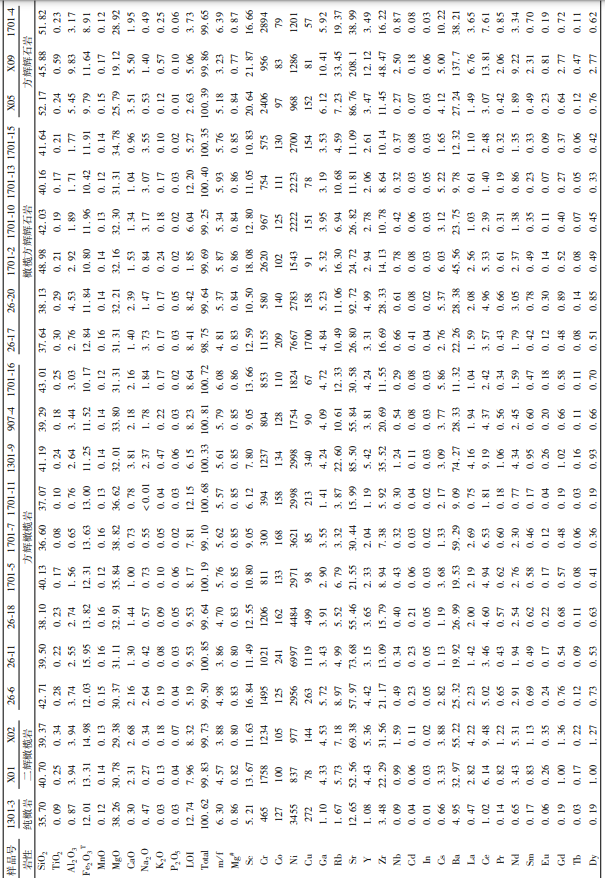 样品号 1301-3 X01 X02 26-6 26-11 26-18 1701-5 1701-7 1701-11 1301-9 907-4 1701-16 26-17 26-20 1701-2 1701-10 1701-13 1701-15 X05 X09 1701-4
岩性 纯橄岩 二辉橄榄岩 方辉橄榄岩 橄榄方辉辉石岩 方辉辉石岩
SiO₂ 35.70 40.70 39.37 42.71 39.50 38.10 40.13 36.60 37.07 41.19 39.29 43.01 37.64 38.13 48.98 42.03 40.16 41.64 52.17 45.88 51.82
TiO₂ 0.09 0.25 0.34 0.28 0.22 0.23 0.17 0.08 0.10 0.24 0.18 0.25 0.30 0.29 0.21 0.19 0.17 0.21 0.24 0.59 0.23
Al₂O₃ 0.87 3.94 3.94 3.74 2.55 2.74 1.56 0.65 0.76 2.64 3.44 3.03 2.76 4.53 2.92 1.89 1.71 1.77 5.45 9.83 3.17
Fe₂O₃ᵀ 12.01 13.31 14.98 12.03 15.95 13.82 12.31 13.63 13.00 11.25 11.52 10.17 12.84 11.84 10.80 11.96 10.42 11.91 9.79 11.64 8.91
MnO 0.12 0.14 0.13 0.15 0.16 0.16 0.12 0.16 0.13 0.14 0.14 0.12 0.16 0.14 0.14 0.13 0.12 0.12 0.15 0.17 0.12
MgO 38.26 30.78 29.38 30.37 31.11 32.91 35.84 38.82 36.62 32.01 33.80 31.31 31.31 32.21 32.16 32.30 31.31 34.78 25.79 19.12 28.92
CaO 0.30 2.31 2.68 2.16 1.30 1.44 1.00 0.73 0.78 3.81 2.18 2.16 1.40 2.39 1.53 1.34 1.04 0.96 3.51 5.50 1.95
Na₂O 0.47 0.27 0.34 2.64 0.42 0.57 0.73 0.55 <0.01 2.37 1.78 1.84 3.73 1.47 0.84 3.17 3.07 3.55 0.53 1.40 0.49
K₂O 0.03 0.13 0.18 0.19 0.08 0.09 0.10 0.05 0.04 0.47 0.22 0.17 0.17 0.17 0.24 0.18 0.17 0.10 0.12 0.57 0.25
P₂O₅ 0.03 0.04 0.07 0.04 0.03 0.05 0.06 0.02 0.03 0.06 0.03 0.02 0.03 0.05 0.02 0.02 0.02 0.02 0.01 0.10 0.06
LOI 12.74 7.96 8.32 5.19 9.53 9.53 8.17 7.81 12.15 6.15 8.23 8.64 8.41 8.42 1.85 6.04 12.20 5.27 2.63 5.06 3.73
Total 100.62 99.83 99.73 99.50 100.85 99.64 100.19 99.10 100.68 100.33 100.81 100.72 98.75 99.64 99.69 99.25 100.40 100.35 100.39 99.86 99.65
m/f 6.30 4.57 3.88 4.98 3.86 4.70 5.76 5.62 5.57 5.61 5.79 6.08 4.81 5.37 5.87 5.34 5.93 5.76 5.18 3.24 6.39
Mg# 0.86 0.82 0.80 0.83 0.80 0.83 0.85 0.85 0.85 0.85 0.85 0.86 0.83 0.84 0.86 0.84 0.86 0.85 0.84 0.77 0.87
Sc 5.21 13.67 11.63 16.84 11.49 12.55 10.80 9.05 6.12 7.80 9.05 13.66 12.59 10.50 18.08 12.80 11.05 10.83 20.64 21.87 16.66
Cr 465 1758 1234 1495 1021 1206 811 300 394 1237 804 853 1155 580 2620 967 754 575 2406 956 2894
Co 127 100 105 125 241 162 133 168 158 134 128 110 209 140 102 125 111 130 97 83 79
Ni 3455 837 977 2956 6997 4484 2971 3621 2998 2998 1754 1824 7667 2783 1543 2222 2223 2700 968 1286 1201
Cu 272 78 144 263 1119 499 98 85 213 340 90 67 1700 158 91 151 78 154 152 81 57
Ga 1.10 4.33 4.53 5.72 3.43 3.91 2.90 3.55 1.41 4.24 4.09 4.72 4.84 5.23 5.32 3.95 3.19 3.53 6.12 10.41 5.92
Rb 1.67 5.73 7.18 8.97 4.99 5.52 6.79 3.32 3.87 22.60 10.61 12.33 10.49 11.06 16.30 6.94 10.68 4.59 7.23 33.45 19.37
Sr 12.65 52.56 69.38 57.97 73.68 55.46 21.51 30.44 15.99 85.50 55.84 30.58 26.80 92.72 24.72 26.82 11.81 11.09 86.76 208.1 38.99
Y 1.08 4.43 5.36 4.42 3.15 3.65 2.33 2.04 1.19 5.42 3.81 4.24 3.31 4.99 2.94 2.78 2.06 2.61 3.47 12.12 3.49
Zr 3.48 22.29 31.56 21.17 13.09 15.79 8.94 7.38 5.92 35.52 20.69 11.55 16.69 28.33 14.13 10.78 8.64 10.14 11.45 48.47 16.22
Nb 0.09 0.99 1.59 0.49 0.34 0.40 0.43 0.32 0.30 1.24 0.54 0.29 0.66 0.61 0.78 0.42 0.32 0.37 0.27 2.50 0.87
Cd 0.04 0.06 0.11 0.23 0.23 0.21 0.06 0.03 0.04 0.11 0.08 0.08 0.41 0.08 0.08 0.06 0.03 0.08 0.07 0.18 0.08
In 0.01 0.03 0.02 0.05 0.05 0.05 0.03 0.02 0.02 0.03 0.03 0.03 0.04 0.02 0.03 0.03 0.05 0.03 0.03 0.06 0.03
Cs 0.66 3.33 3.88 2.82 1.13 1.19 3.68 1.33 2.17 3.09 3.77 5.86 2.76 5.37 6.03 3.12 5.22 1.65 4.12 5.00 10.22
Ba 4.95 32.97 55.22 25.32 19.92 26.99 19.53 59.29 9.09 74.27 28.33 11.32 22.26 28.38 45.56 23.75 9.78 12.32 27.24 137.7 38.21
La 0.47 2.82 4.22 2.23 1.42 2.00 2.19 2.69 0.75 4.16 1.94 1.04 1.59 2.08 2.56 1.03 0.61 1.10 1.49 6.76 3.65
Ce 1.02 6.14 9.48 5.02 3.46 4.60 4.94 6.53 1.81 9.19 4.37 2.42 3.57 4.96 5.33 2.39 1.40 2.48 3.07 13.81 7.61
Pr 0.14 0.82 1.22 0.65 0.43 0.57 0.62 0.60 0.18 1.06 0.56 0.34 0.43 0.66 0.61 0.31 0.19 0.32 0.42 2.06 0.85
Nd 0.65 3.43 5.31 2.91 1.94 2.54 2.76 2.30 0.77 4.34 2.45 1.59 1.79 3.05 2.37 1.38 0.86 1.35 1.89 9.22 3.34
Sm 0.17 0.83 1.13 0.69 0.49 0.62 0.58 0.46 0.17 0.95 0.60 0.47 0.42 0.78 0.49 0.35 0.23 0.33 0.49 2.31 0.70
Eu 0.06 0.26 0.35 0.24 0.17 0.22 0.17 0.12 0.04 0.26 0.20 0.18 0.12 0.30 0.14 0.11 0.07 0.09 0.23 0.81 0.19
Gd 0.19 1.00 1.36 0.76 0.54 0.68 0.57 0.48 0.19 1.02 0.66 0.58 0.48 0.89 0.52 0.40 0.27 0.37 0.64 2.77 0.72
Tb 0.03 0.17 0.22 0.12 0.09 0.11 0.08 0.06 0.03 0.16 0.11 0.11 0.08 0.14 0.08 0.07 0.05 0.06 0.12 0.47 0.11
Dy 0.19 1.00 1.27 0.73 0.53 0.63 0.41 0.36 0.19 0.93 0.66 0.70 0.51 0.85 0.49 0.45 0.33 0.42 0.76 2.77 0.62